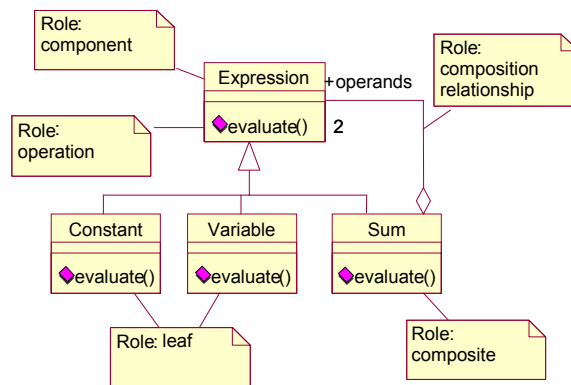 Role:
component
Role:
composition
relationship
Expression
+operands
evaluate()
2
Role:
operation
Constant
Variable
Sum
evaluate()
evaluate()
evaluate()
Role: leaf
Role:
composite